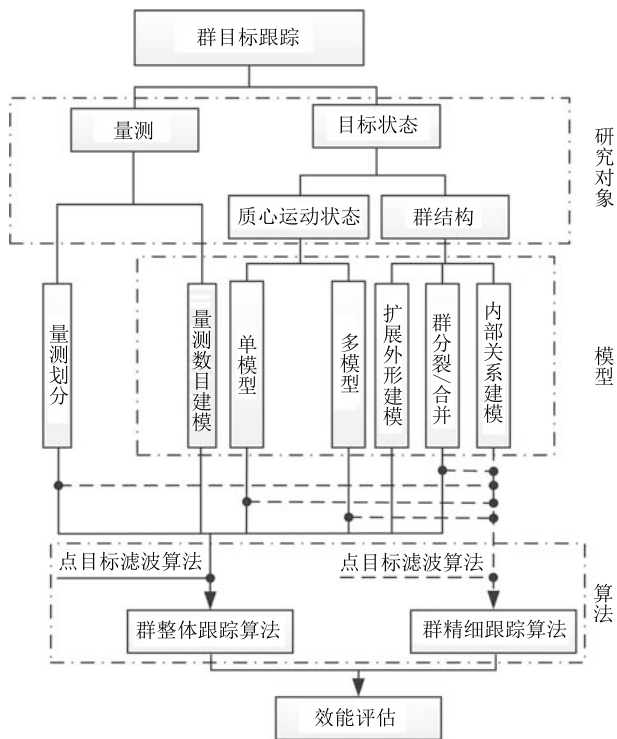 群目标跟踪
量测
目标状态
研究对象
质心运动状态
群结构
量测划分
量测数目建模
单模型
多模型
扩展外形建模
群分裂/合并
内部关系建模
模型
点目标滤波算法
点目标滤波算法
算法
群整体跟踪算法
群精细跟踪算法
效能评估